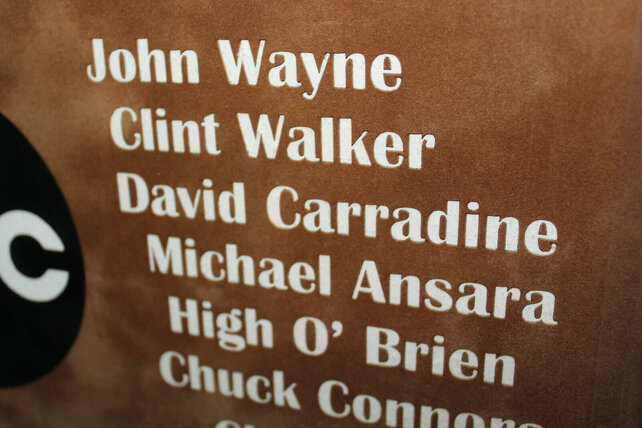 John Wayne
Clint Walker
David Carradine
Michael Ansara
High O' Brien
Chuck Connors
C